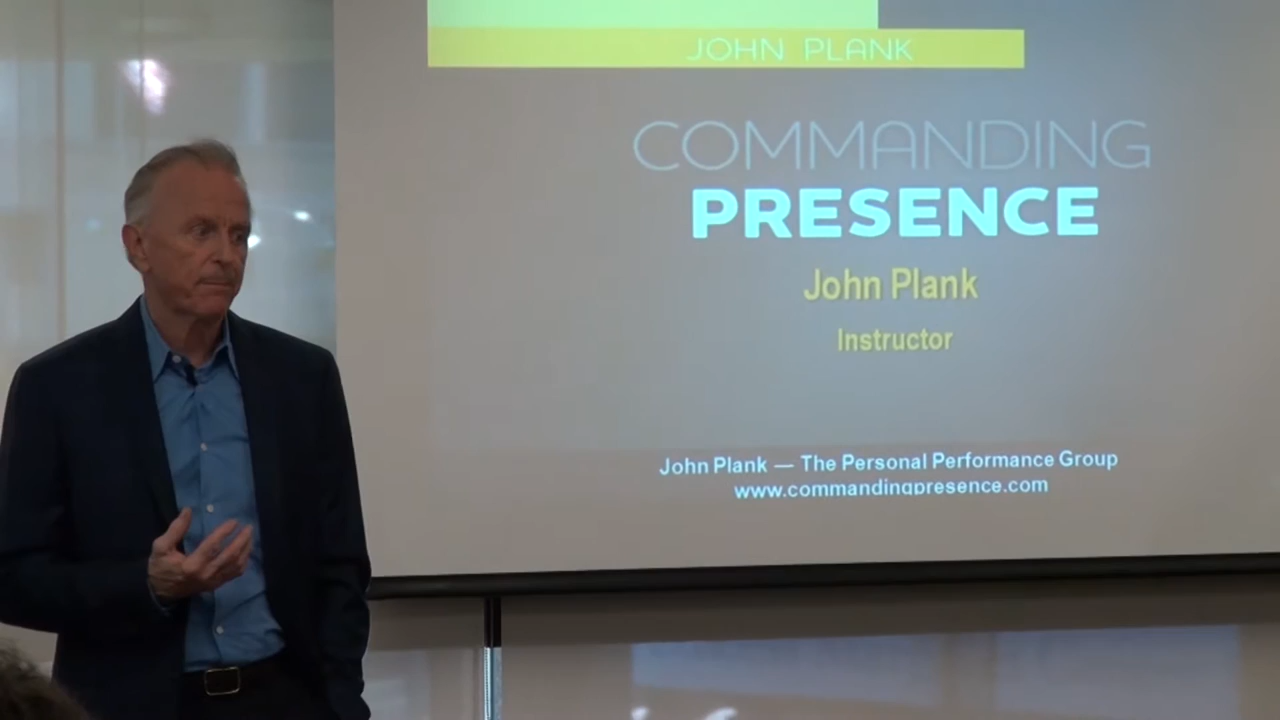 JOHN PLANK
COMMANDING
PRESENCE
John Plank
Instructor
John Plank — The Personal Performance Group
www.commandingpresence.com